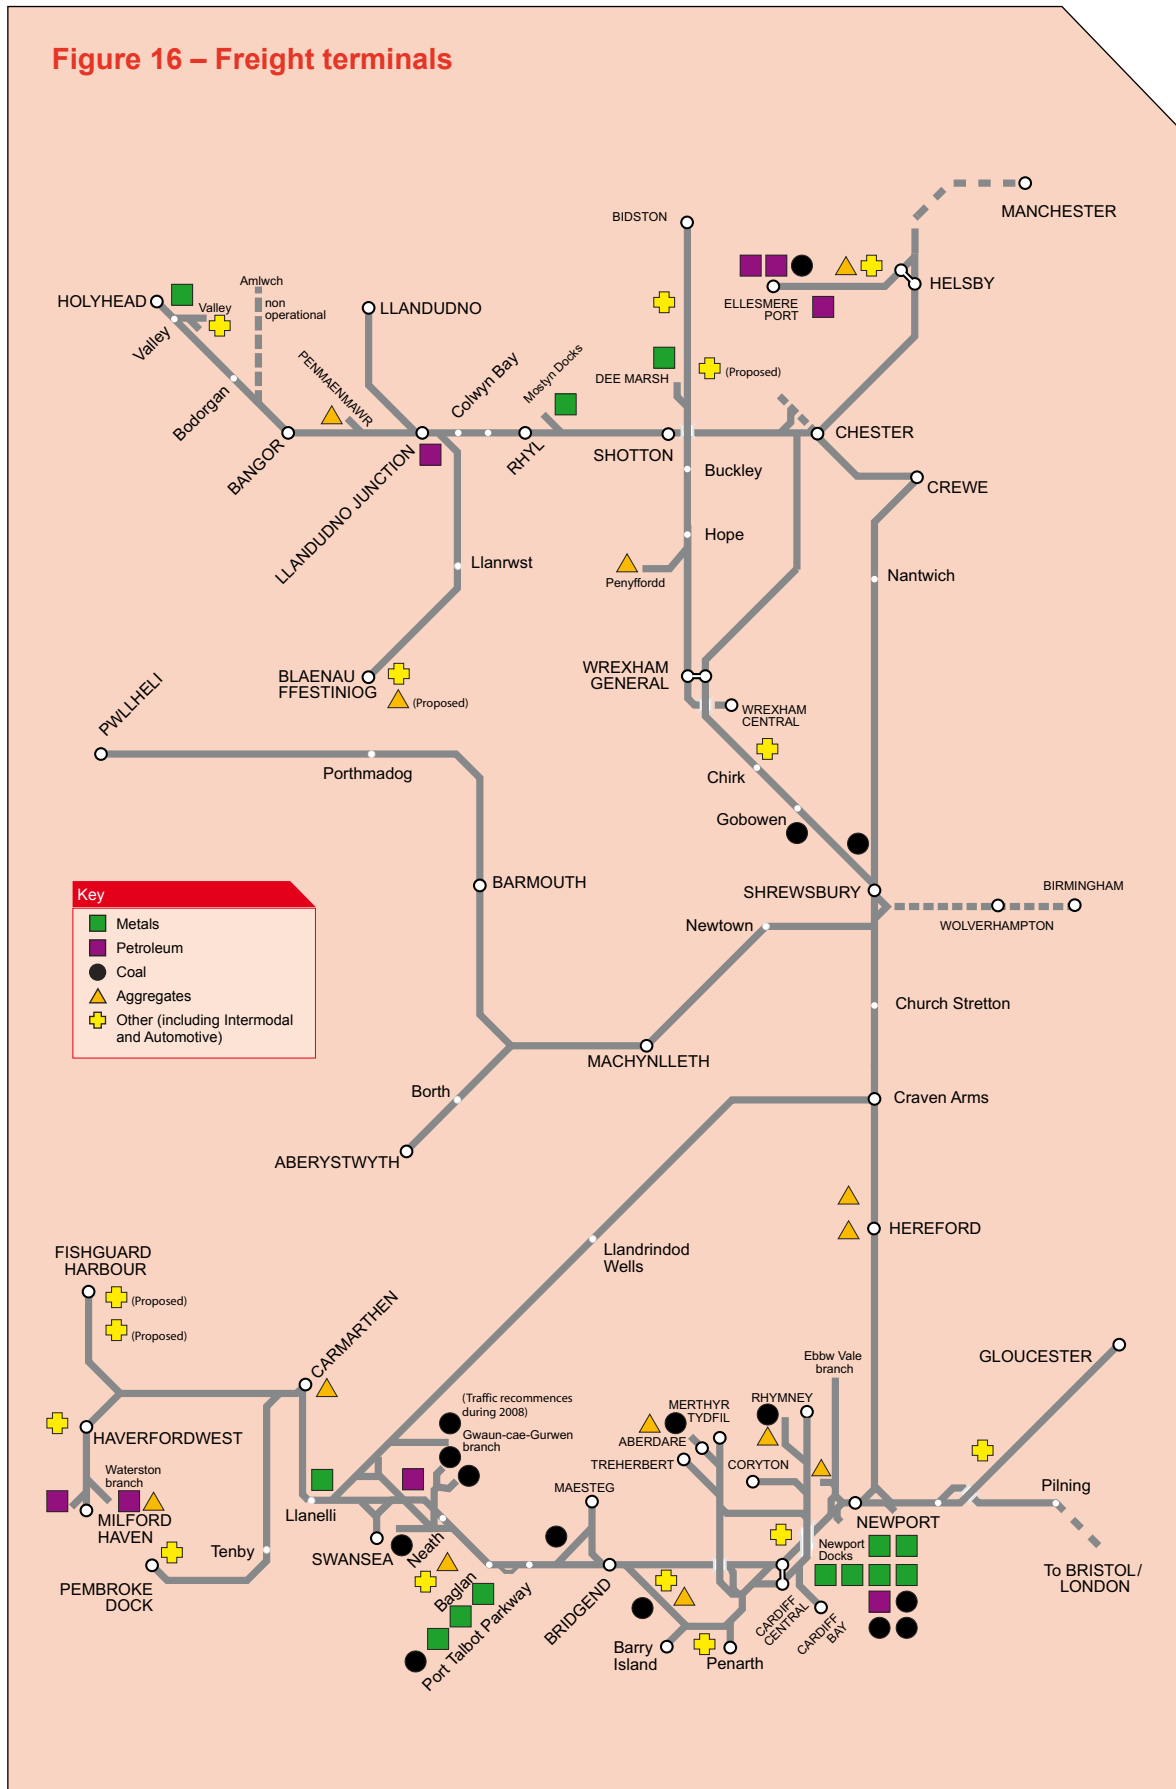 Figure 16 – Freight terminals
MANCHESTER
BIDSTON
HELSBY
ELLESMERE
PORT
Amlwch
non
operational
HOLYHEAD
Valley
Valley
LLANDUDNO
Bodorgan
PENMAENMAWR
Colwyn Bay
Mostyn Docks
DEE MARSH
(Proposed)
BANGOR
LLANDUDNO JUNCTION
RHYL
SHOTTON
CHESTER
Buckley
CREWE
Hope
Llanrwst
Penyffordd
Nantwich
BLAENAU
FFESTINIOG
(Proposed)
WREXHAM
GENERAL
WREXHAM
CENTRAL
PWLLHELI
Porthmadog
Chirk
Gobowen
BARMOUTH
SHREWSBURY
BIRMINGHAM
WOLVERHAMPTON
Newtown
Key
Metals
Petroleum
Coal
Aggregates
Other (including Intermodal
and Automotive)
Church Stretton
MACHYNLLETH
Borth
Craven Arms
ABERYSTWYTH
HEREFORD
Llandrindod
Wells
FISHGUARD
HARBOUR
(Proposed)
(Proposed)
CARMARTHEN
GLOUCESTER
Ebbw Vale
branch
(Traffic recommences
during 2008)
Gwaun-cae-Gurwen
branch
MERTHYR
TYDFIL
RHYMNEY
ABERDARE
TREHERBERT
CORYTON
HAVERFORDWEST
Waterston
branch
MILFORD
HAVEN
Llanelli
MAESTEG
Pilning
NEWPORT
Newport
Docks
Tenby
SWANSEA
Neath
Baglan
Port Talbot Parkway
BRIDGEND
PEMBROKE
DOCK
To BRISTOL/
LONDON
CARDIFF
CENTRAL
CARDIFF
BAY
Barry
Island
Penarth